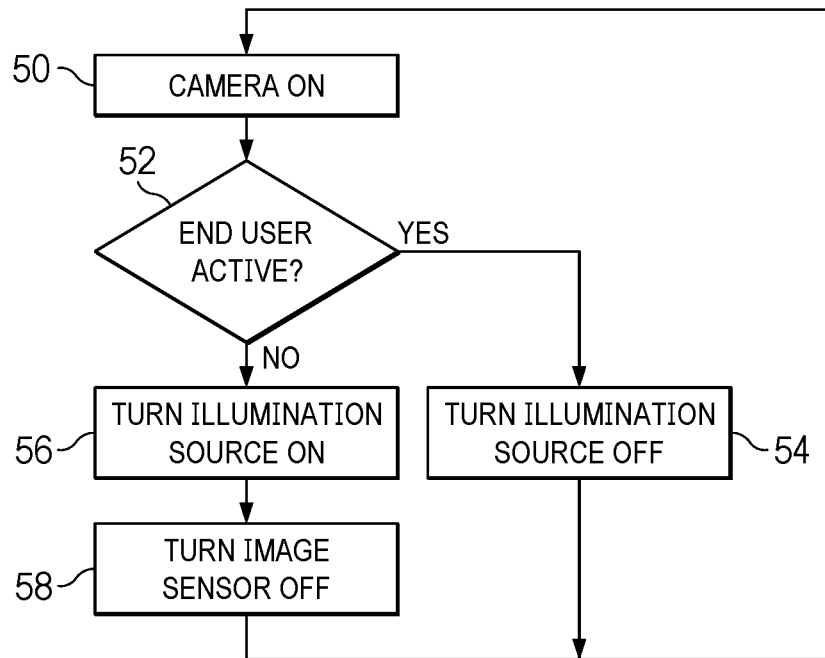 50
CAMERA ON
52
END USER
ACTIVE?
YES
NO
56
TURN ILLUMINATION
SOURCE ON
TURN ILLUMINATION
SOURCE OFF
54
58
TURN IMAGE
SENSOR OFF